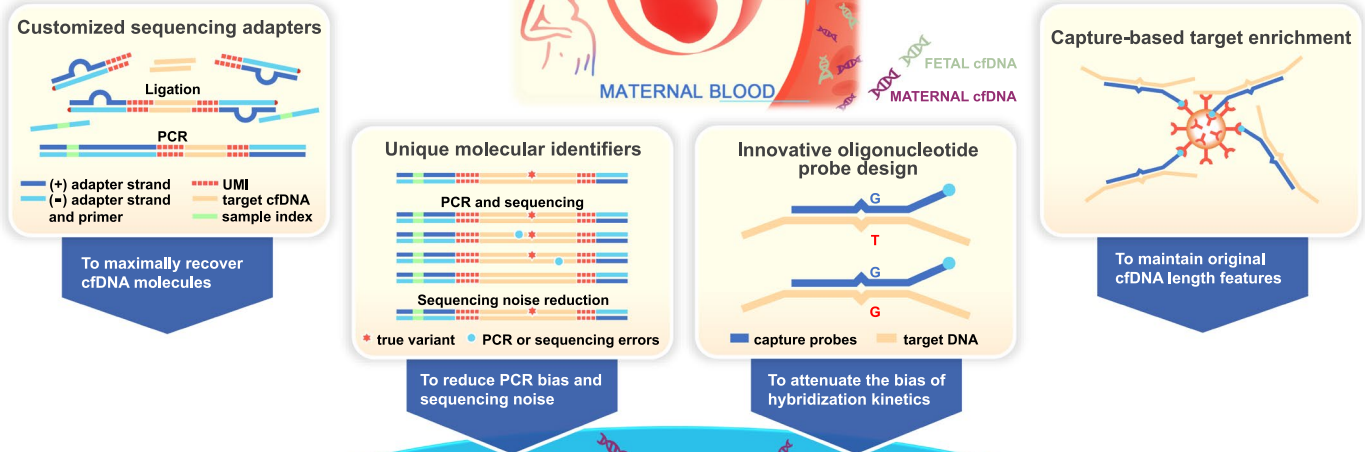 Customized sequencing adapters
Ligation
PCR
(+) adapter strand
(-) adapter strand
and primer
UMI
target cfDNA
sample index
To maximally recover
cfDNA molecules
MATERNAL BLOOD
FETAL cfDNA
MATERNAL cfDNA
Unique molecular identifiers
PCR and sequencing
Sequencing noise reduction
true variant
PCR or sequencing errors
To reduce PCR bias and
sequencing noise
Innovative oligonucleotide
probe design
G
T
G
G
capture probes
target DNA
To attenuate the bias of
hybridization kinetics
Capture-based target enrichment
To maintain original
cfDNA length features